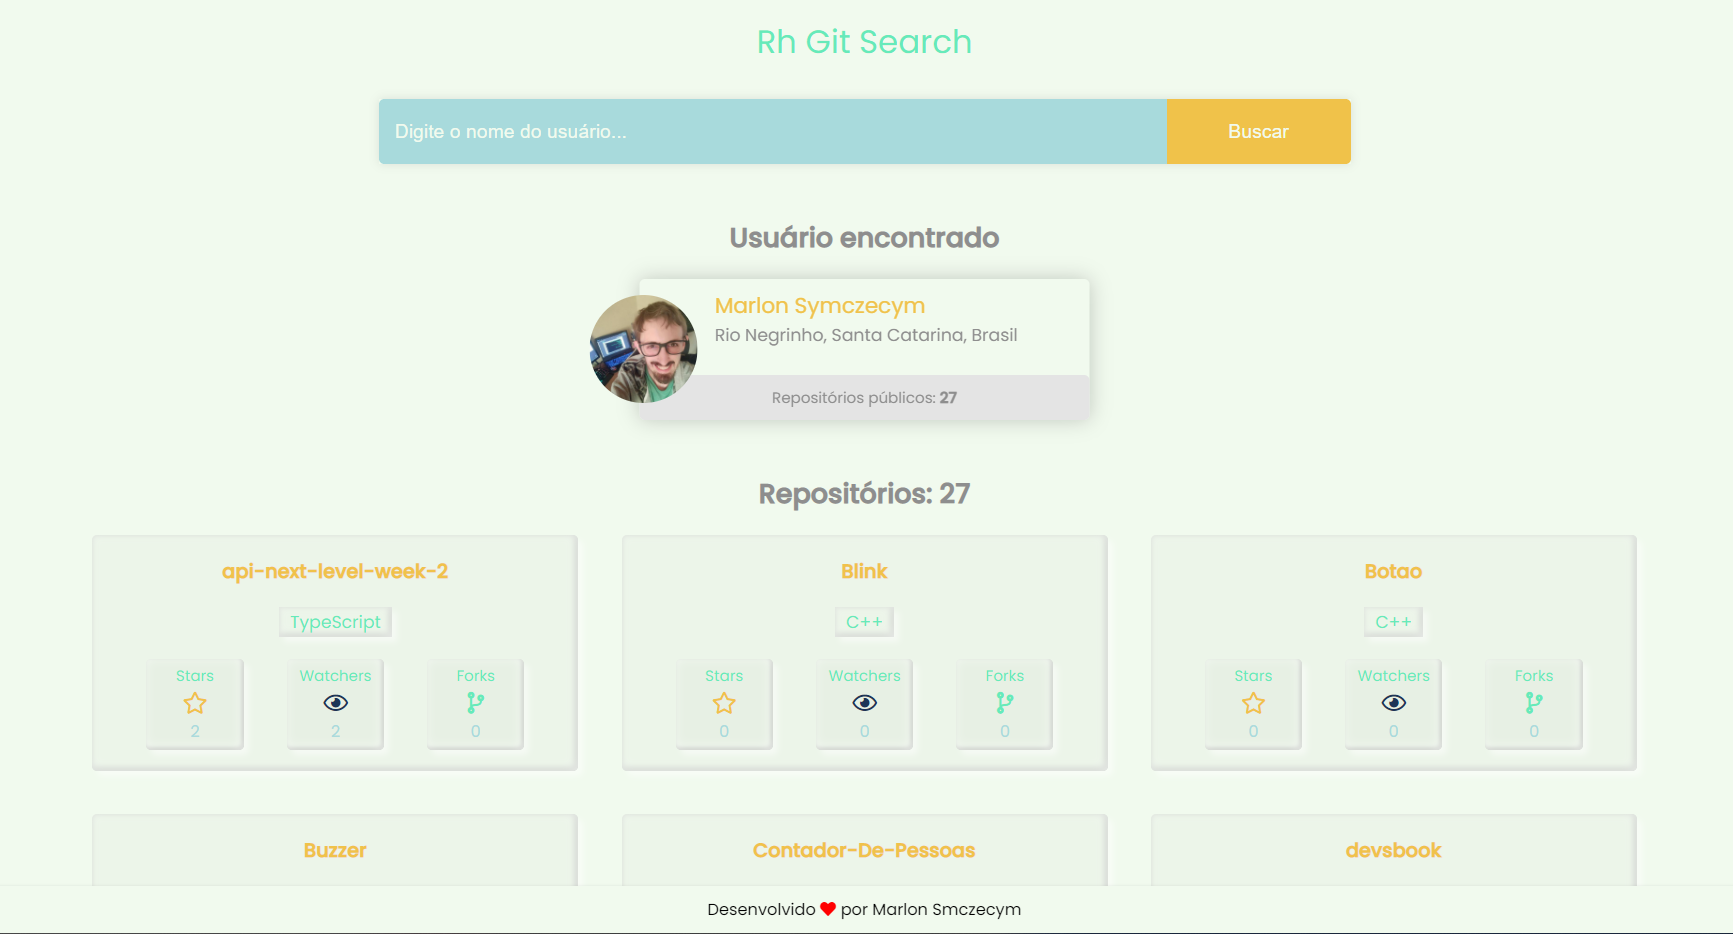 Rh Git Search
Digite o nome do usuário...
Buscar
Usuário encontrado
Marlon Symczecym
Rio Negrinho, Santa Catarina, Brasil
Repositórios públicos: 27
Repositórios: 27
api-next-level-week-2
TypeScript
Stars
Watchers
Forks
2
2
0
Blink
C++
Stars
Watchers
Forks
0
0
0
Botao
C++
Stars
Watchers
Forks
0
0
0
Buzzer
Contador-De-Pessoas
devsbook
Desenvolvido ❤ por Marlon Smczecym